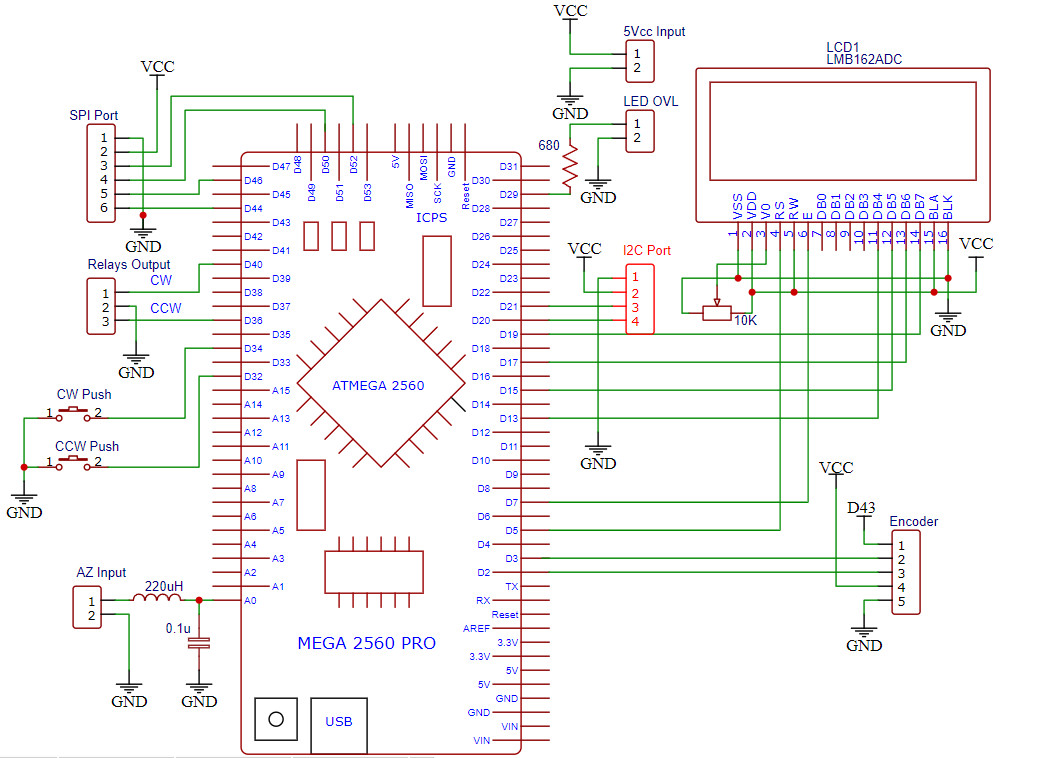 VCC
5Vcc Input
1
2
GND
LCD1
LMB162ADC
VSS
VDD
V0
RS
RW
E
DB0
DB1
DB2
DB3
DB4
DB5
DB6
DB7
BLA
BLK
1
2
3
4
5
6
7
8
9
10
11
12
13
14
15
16
VCC
SPI Port
1
2
3
4
5
6
GND
LED OVL
1
2
680
GND
D48
D49
D50
D51
D52
D53
5V
MISO
MOSI
SCK
GND
Reset
ICPS
D47
D46
D45
D44
D43
D42
D41
D40
D39
D38
D37
D36
D35
D34
D33
D32
A15
A14
A13
A12
A11
A10
A9
A8
A7
A6
A5
A4
A3
A2
A1
A0
D31
D30
D29
D28
D27
D26
D25
D24
D23
D22
D21
D20
D19
D18
D17
D16
D15
D14
D13
D12
D11
D10
D9
D8
D7
D6
D5
D4
D3
D2
TX
RX
Reset
AREF
3.3V
3.3V
5V
5V
GND
GND
VIN
VIN
VCC
I2C Port
1
2
3
4
GND
VCC
10K
GND
Relays Output
CW
CCW
1
2
3
GND
ATMEGA 2560
CW Push
1
2
CCW Push
1
2
GND
VCC
D43
Encoder
1
2
3
4
5
GND
AZ Input
1
2
220uH
0.1u
GND
GND
MEGA 2560 PRO
USB